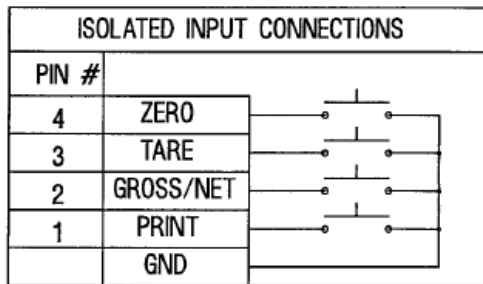 ISOLATED INPUT CONNECTIONS
PIN #
4 ZERO
3 TARE
2 GROSS/NET
1 PRINT
GND